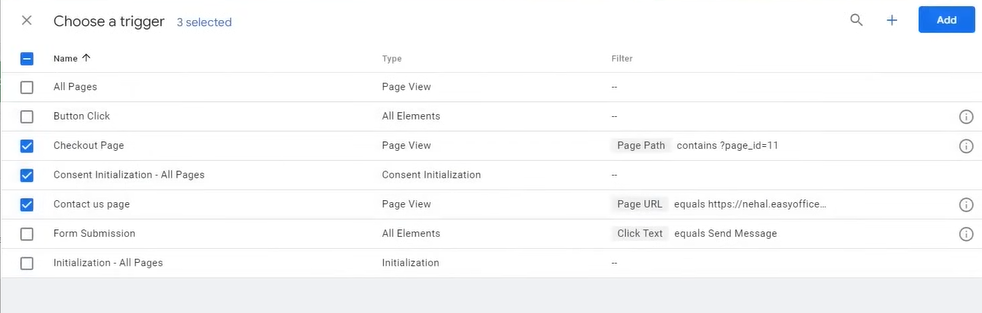 Choose a trigger 3 selected Add
Name Type Filter
All Pages Page View --
Button Click All Elements --
Checkout Page Page View Page Path contains ?page_id=11
Consent Initialization - All Pages Consent Initialization --
Contact us page Page View Page URL equals https://nehal.easyoffice...
Form Submission All Elements Click Text equals Send Message
Initialization - All Pages Initialization --